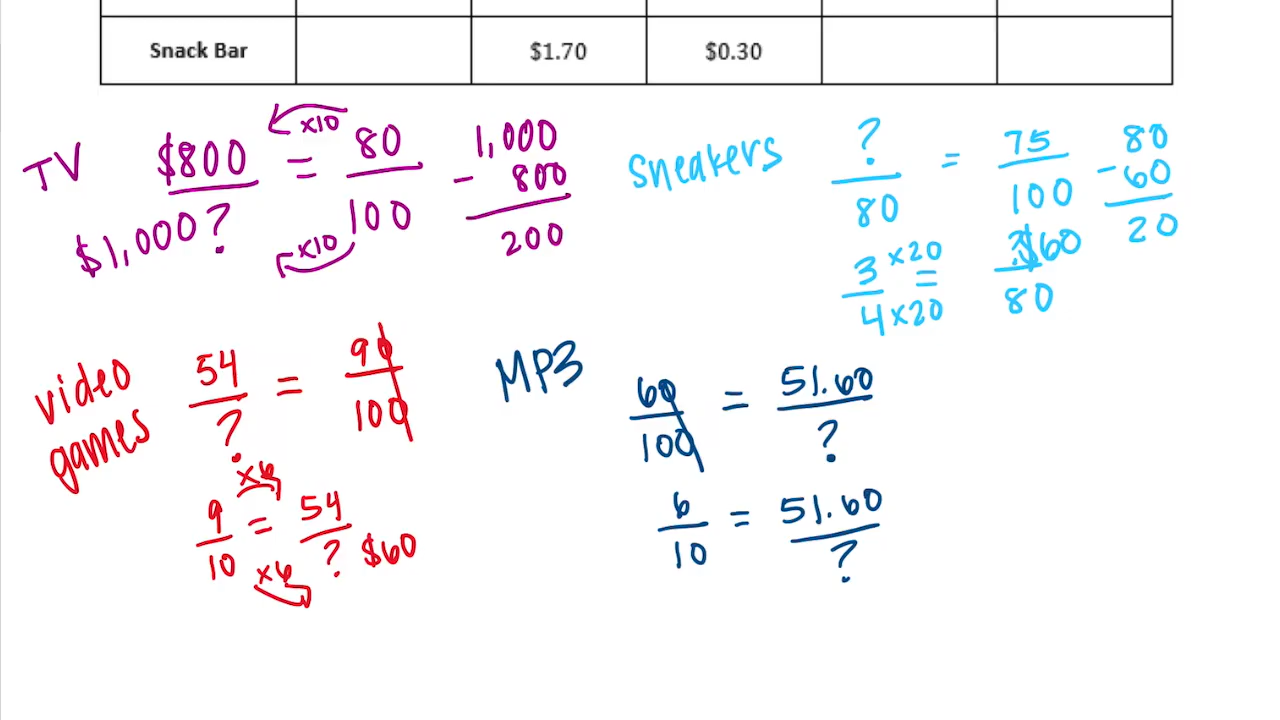 Snack Bar $1.70 $0.30
TV $800 = 80 1,000
x10
$1,000? 100 - 800
x10 200
Sneakers ? = 75 80
80 100 - 60
20
3 x20 = $60
4 x20 80
video games 54 = 90
? 100
x6
9 = 54
10 ? $60
x6
MP3 60 = 51.60
100 ?
6 = 51.60
10 ?